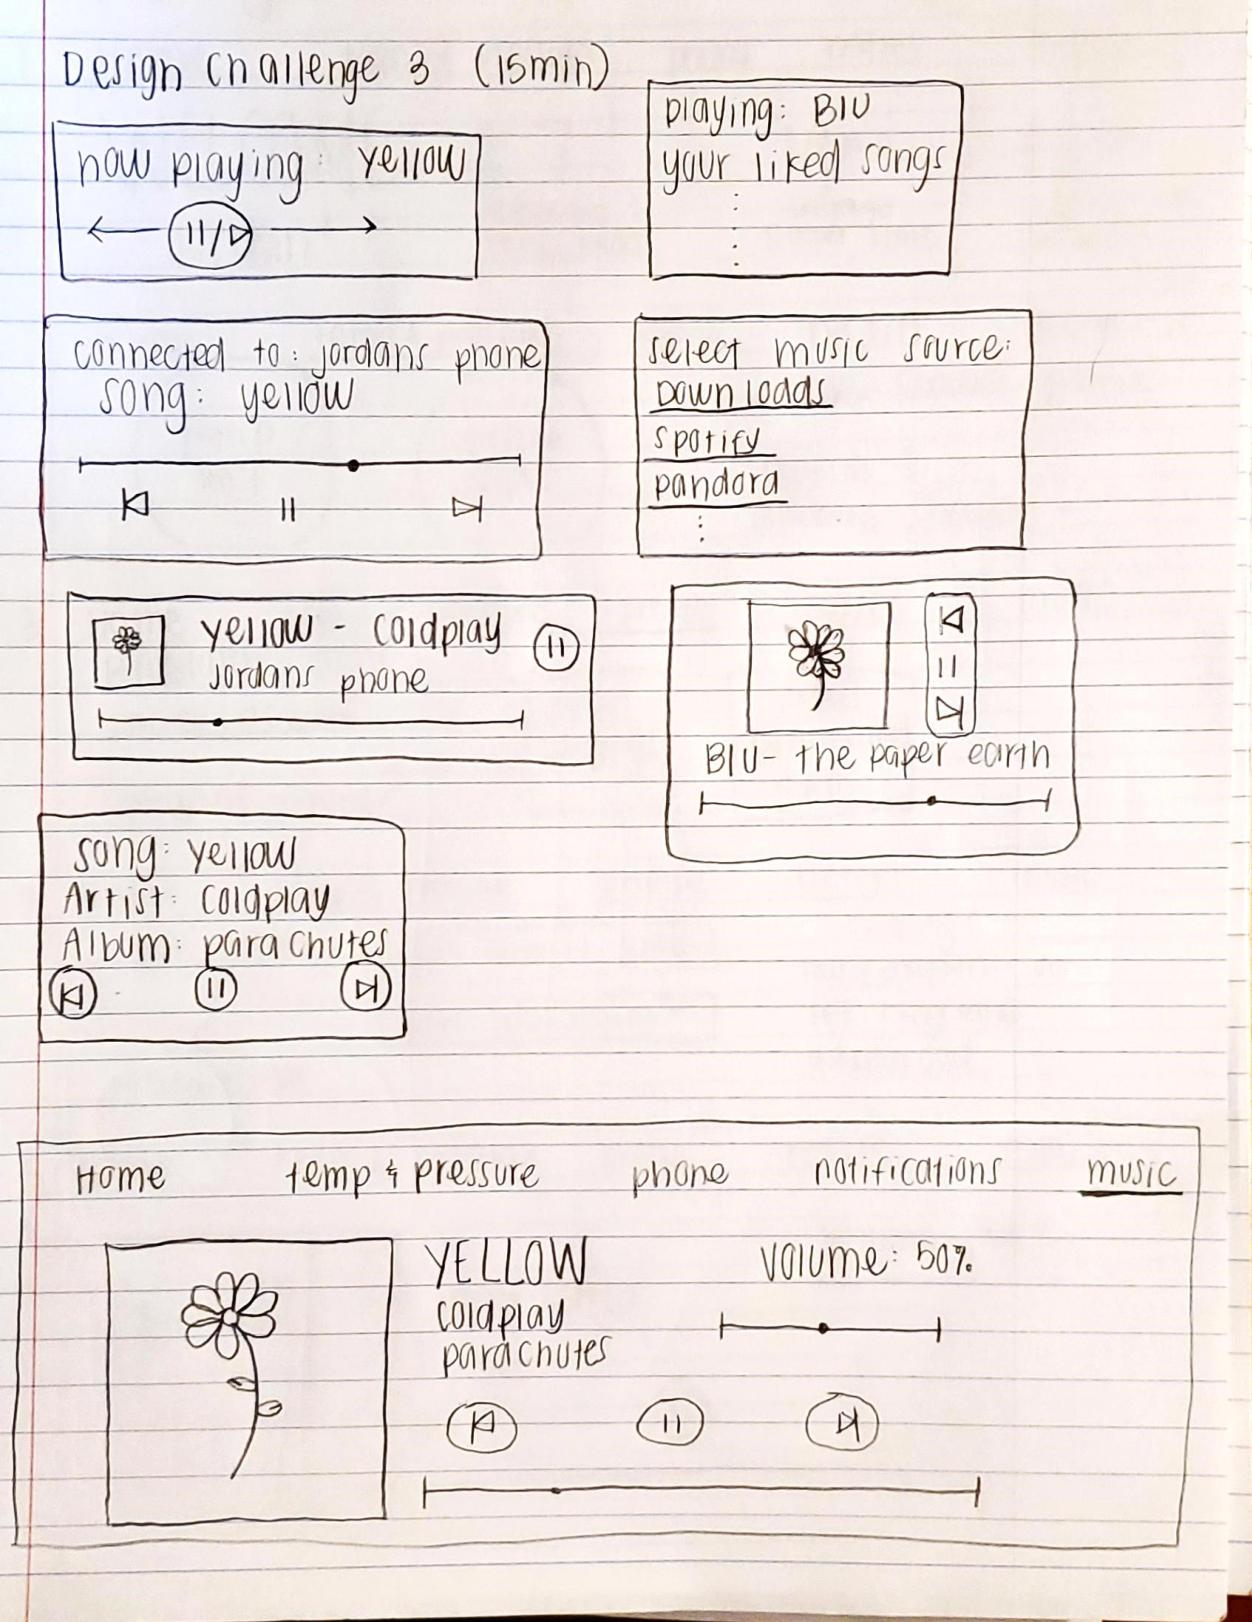 Design challenge 3 (15min)
now playing: yellow
playing: BIU
your liked songs
connected to: jordans phone
song: yellow
select music source:
Downloads
spotify
pandora
yellow - coldplay
jordans phone
BIU- the paper earth
song: yellow
Artist: coldplay
Album: parachutes
Home temp & pressure phone notifications music
YELLOW
coldplay
parachutes
volume: 50%